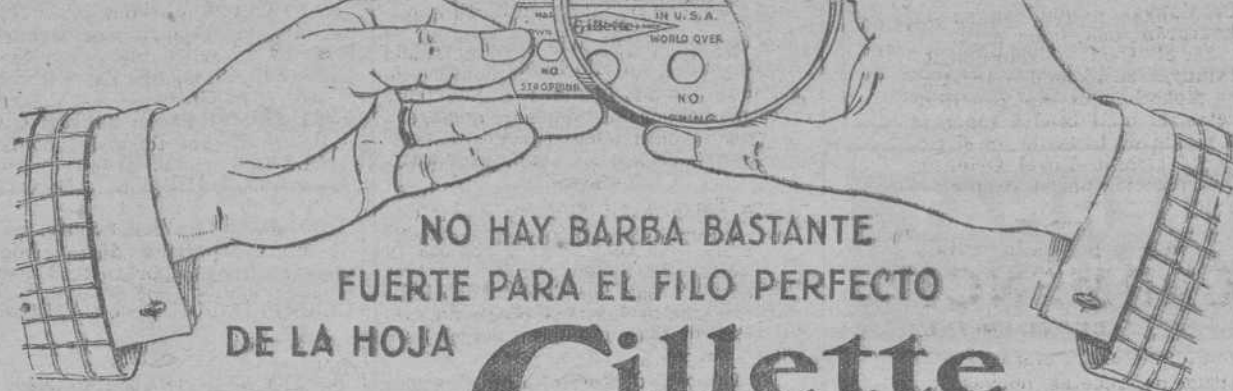 IN U.S.A.
Gillette
WORLD OVER
NO
NO
STROPPING
NO HAY BARBA BASTANTE
FUERTE PARA EL FILO PERFECTO
DE LA HOJA
Gillette